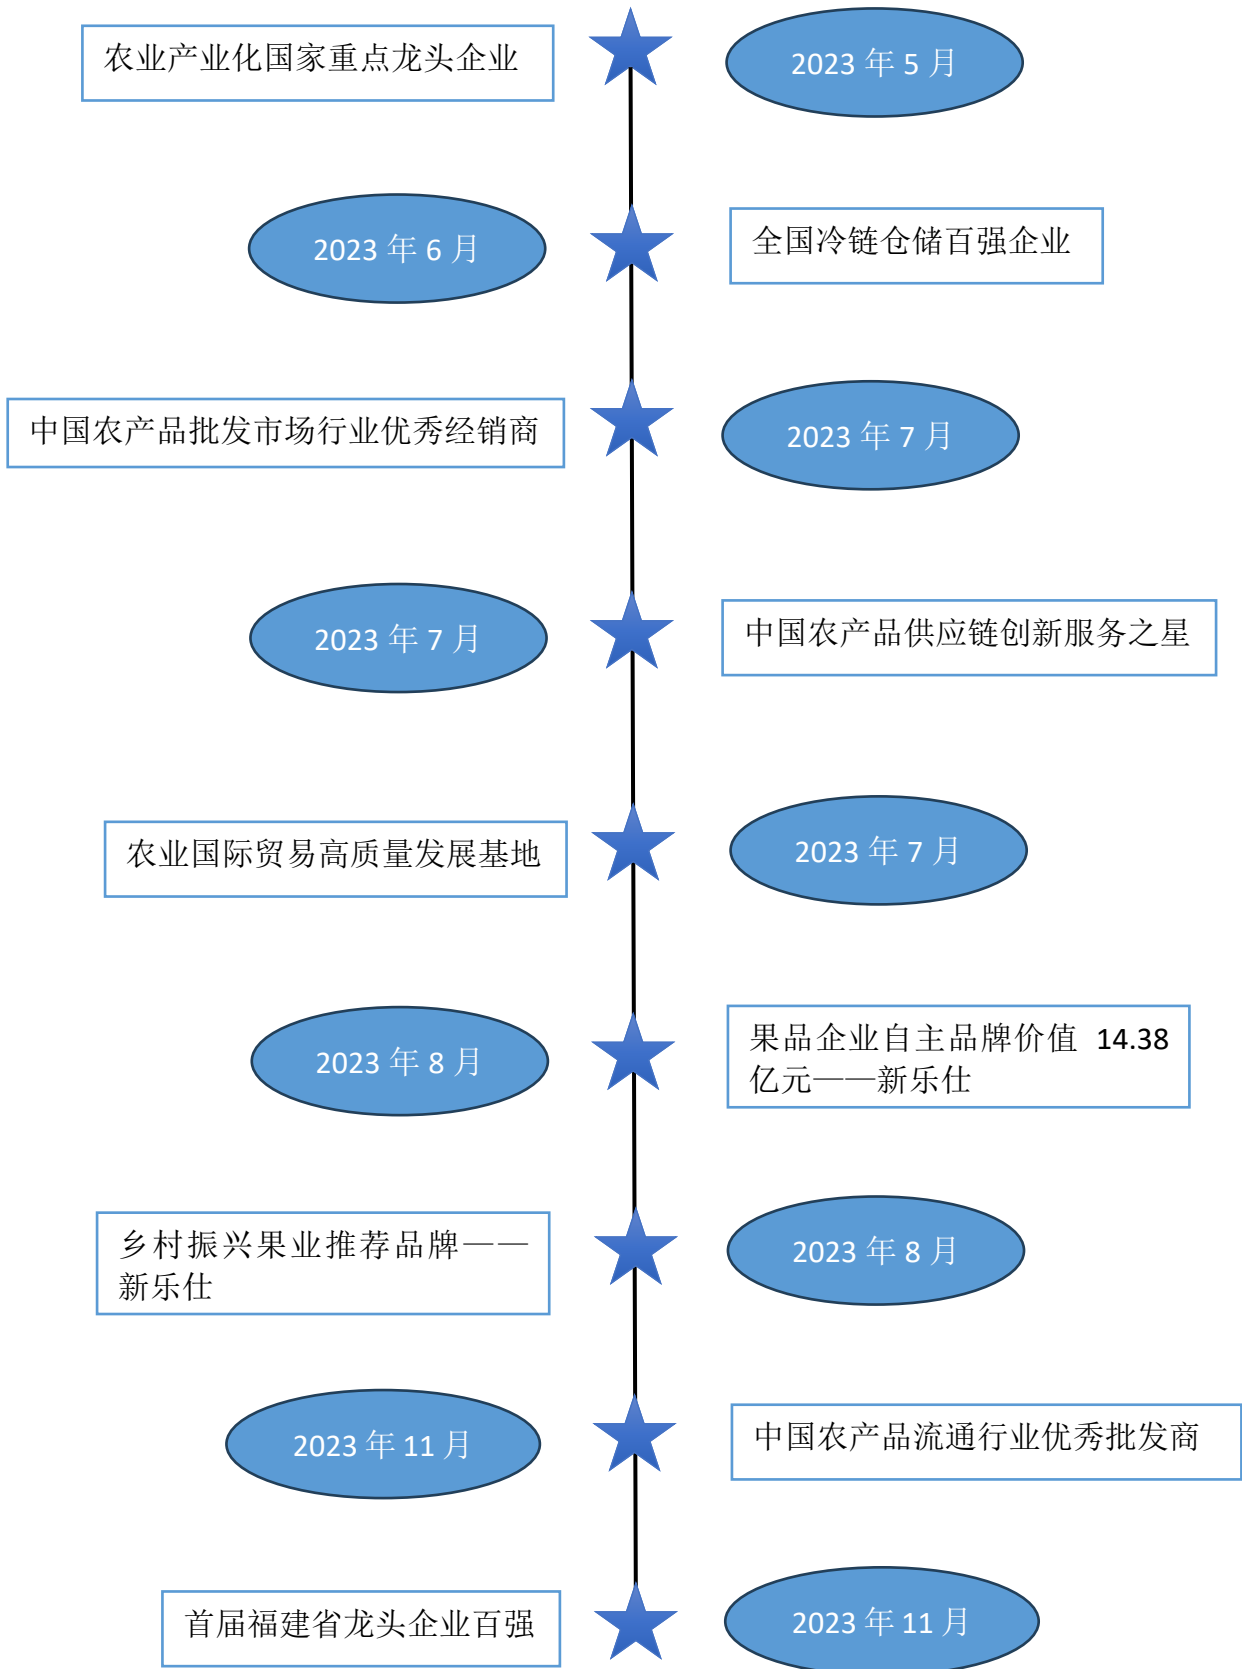 农业产业化国家重点龙头企业
2023 年 5 月
2023 年 6 月
全国冷链仓储百强企业
中国农产品批发市场行业优秀经销商
2023 年 7 月
2023 年 7 月
中国农产品供应链创新服务之星
农业国际贸易高质量发展基地
2023 年 7 月
2023 年 8 月
果品企业自主品牌价值 14.38
亿元——新乐仕
乡村振兴果业推荐品牌——
新乐仕
2023 年 8 月
2023 年 11 月
中国农产品流通行业优秀批发商
首届福建省龙头企业百强
2023 年 11 月